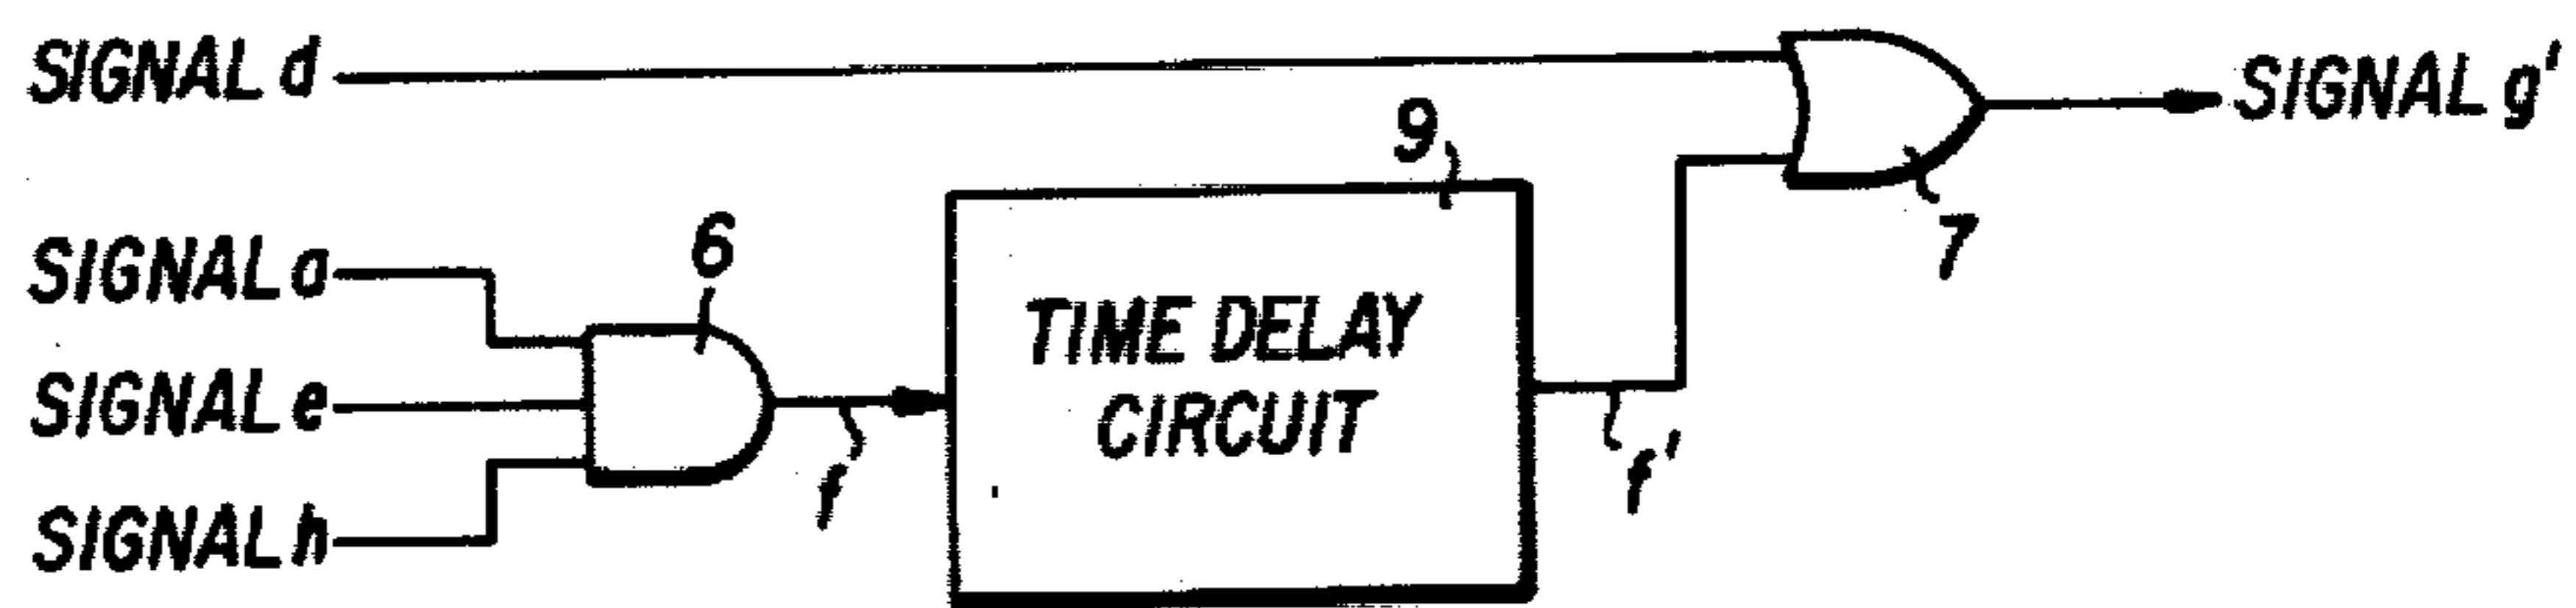 SIGNAL d
SIGNAL g'
9
7
SIGNAL a
6
SIGNAL e
TIME DELAY
CIRCUIT
f
f'
SIGNAL h